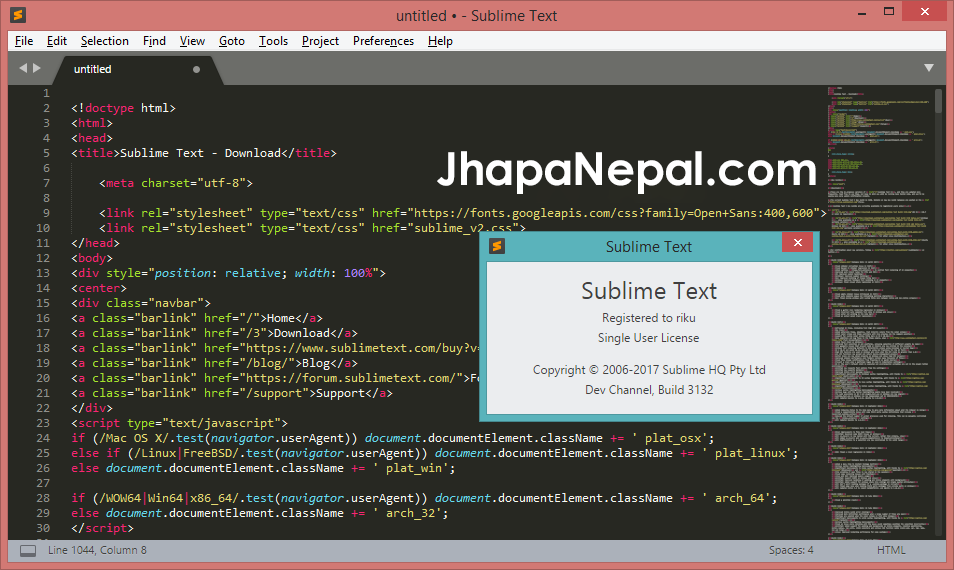 untitled • - Sublime Text
File Edit Selection Find View Goto Tools Project Preferences Help
untitled
1
2 <!doctype html>
3 <html>
4 <head>
5 <title>Sublime Text - Download</title>
6
7 <meta charset="utf-8">
8
9 <link rel="stylesheet" type="text/css" href="https://fonts.googleapis.com/css?family=Open+Sans:400,600">
10 <link rel="stylesheet" type="text/css" href="sublime_v2.css">
11 </head>
12 <body>
13 <div style="position: relative; width: 100%">
14 <center>
15 <div class="navbar">
16 <a class="barlink" href="/">Home</a>
17 <a class="barlink" href="/3">Download</a>
18 <a class="barlink" href="https://www.sublimetext.com/buy?v=
19 <a class="barlink" href="/blog/">Blog</a>
20 <a class="barlink" href="https://forum.sublimetext.com/">Fo
21 <a class="barlink" href="/support">Support</a>
22 </div>
23 <script type="text/javascript">
24 if (/Mac OS X/.test(navigator.userAgent)) document.documentElement.className += ' plat_osx';
25 else if (/Linux|FreeBSD/.test(navigator.userAgent)) document.documentElement.className += ' plat_linux';
26 else document.documentElement.className += ' plat_win';
27
28 if (/WOW64|Win64|x86_64/.test(navigator.userAgent)) document.documentElement.className += ' arch_64';
29 else document.documentElement.className += ' arch_32';
30 </script>
JhapaNepal.com
Sublime Text
Sublime Text
Registered to riku
Single User License
Copyright © 2006-2017 Sublime HQ Pty Ltd
Dev Channel, Build 3132
Line 1044, Column 8
Spaces: 4
HTML